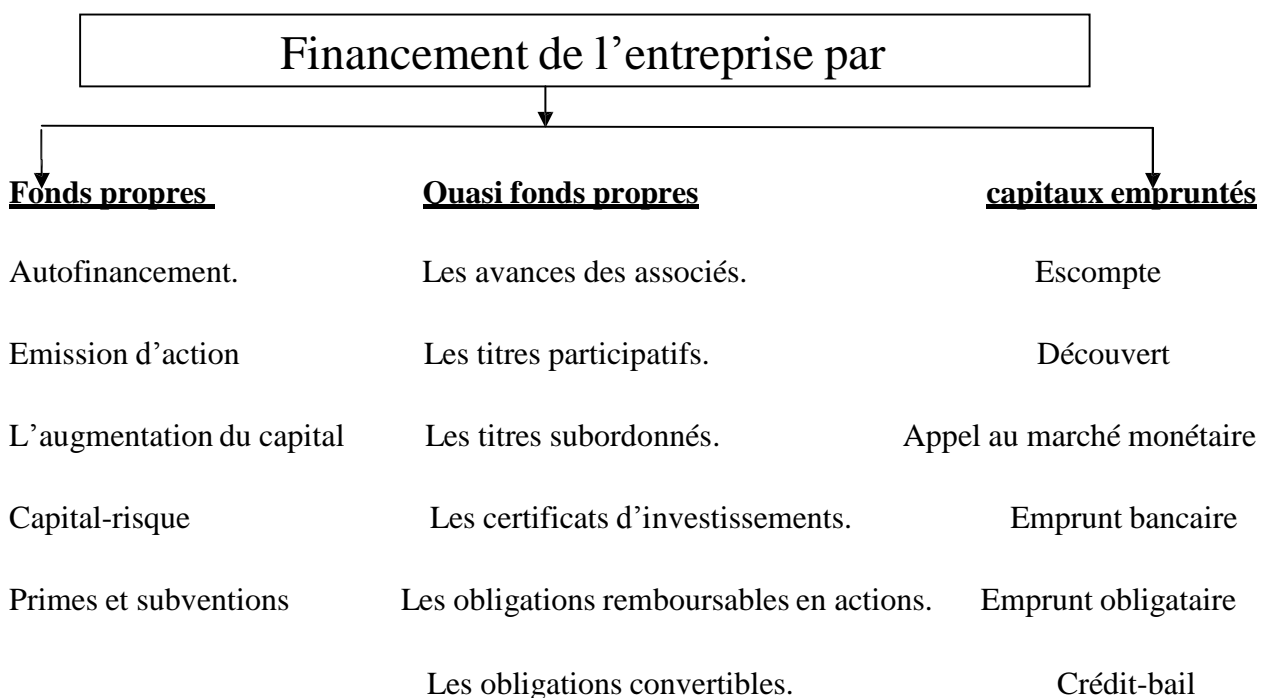 Financement de l’entreprise par
Fonds propres Quasi fonds propres capitaux empruntés
Autofinancement. Les avances des associés. Escompte
Emission d’action Les titres participatifs. Découvert
L’augmentation du capital Les titres subordonnés. Appel au marché monétaire
Capital-risque Les certificats d’investissements. Emprunt bancaire
Primes et subventions Les obligations remboursables en actions. Emprunt obligataire
Les obligations convertibles. Crédit-bail